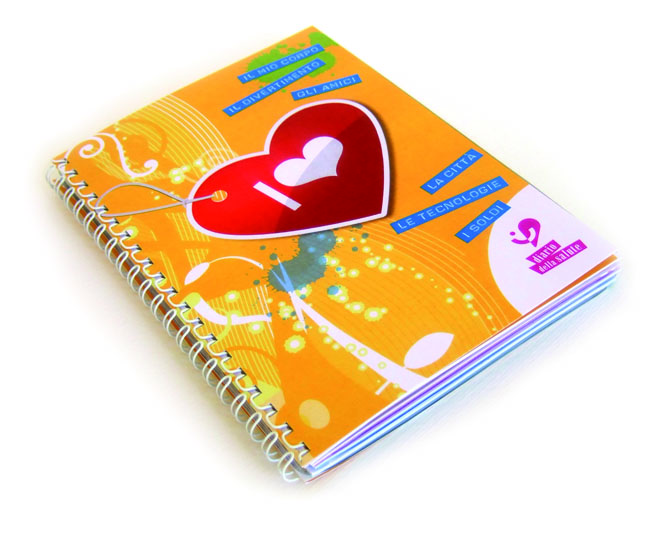 IL MIO CORPO
IL DIVERTIMENTO
GLI AMICI
I
LA CITTÀ
LE TECNOLOGIE
I SOLDI
diario
della salute